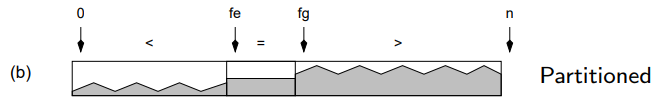 0 fe fg n
< = >
(b) Partitioned